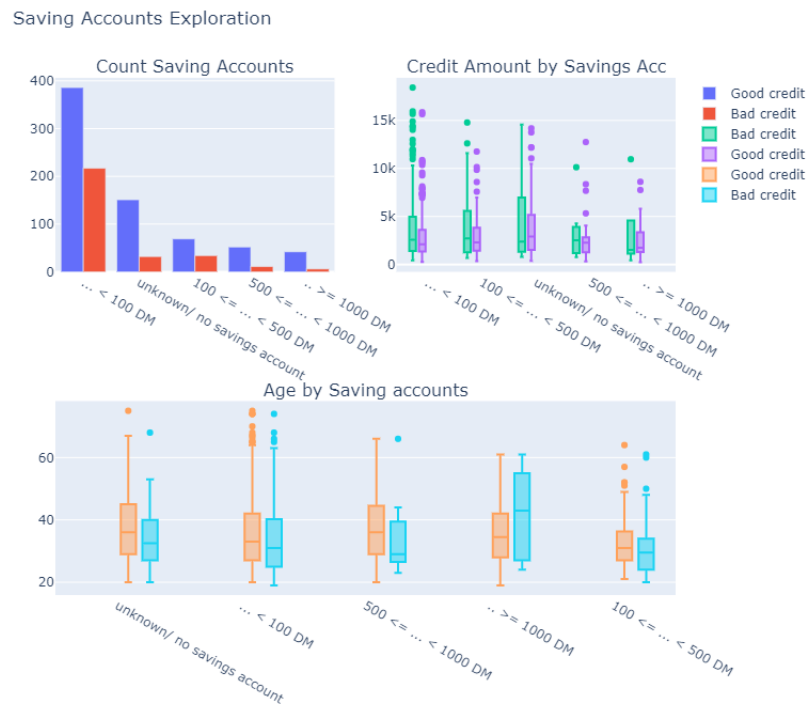 Saving Accounts Exploration
Count Saving Accounts
Credit Amount by Savings Acc
400
300
200
100
0
... < 100 DM
unknown/ no savings account
100 <= ... < 500 DM
500 <= ... < 1000 DM
.. >= 1000 DM
15k
10k
5k
0
... < 100 DM
100 <= ... < 500 DM
unknown/ no savings account
500 <= ... < 1000 DM
.. >= 1000 DM
Good credit
Bad credit
Bad credit
Good credit
Good credit
Bad credit
Age by Saving accounts
60
40
20
unknown/ no savings account
... < 100 DM
500 <= ... < 1000 DM
.. >= 1000 DM
100 <= ... < 500 DM